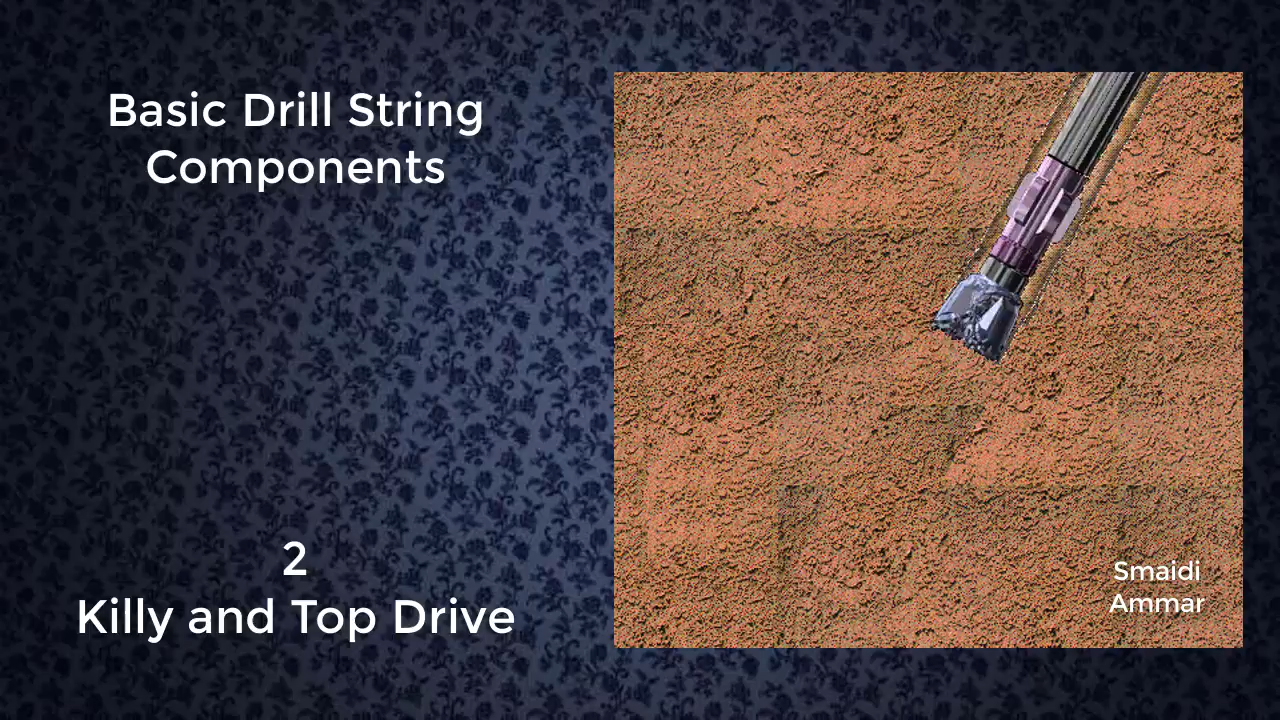 Basic Drill String
Components
2
Killy and Top Drive
Smaidi
Ammar